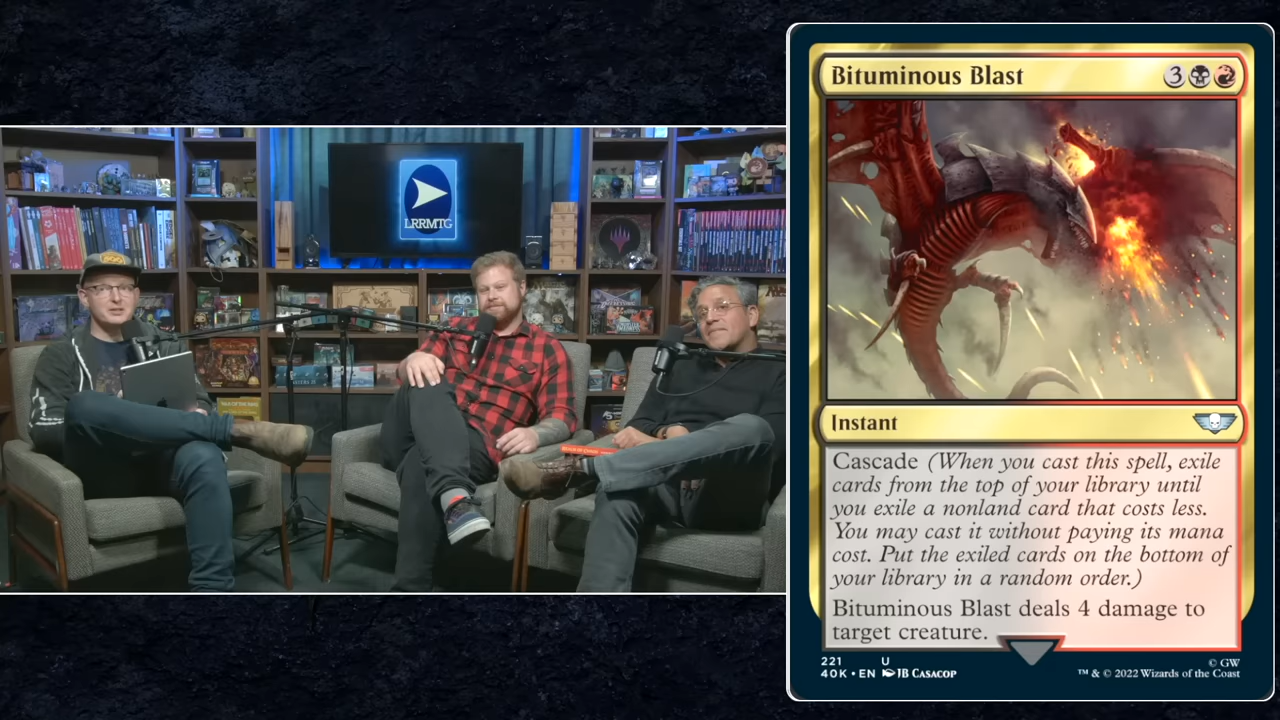 LRRMTG
Bituminous Blast
3
Instant
Cascade (When you cast this spell, exile
cards from the top of your library until
you exile a nonland card that costs less.
You may cast it without paying its mana
cost. Put the exiled cards on the bottom of
your library in a random order.)
Bituminous Blast deals 4 damage to
target creature.
221 U
40K • EN JB Casacop
© GW
™ & © 2022 Wizards of the Coast